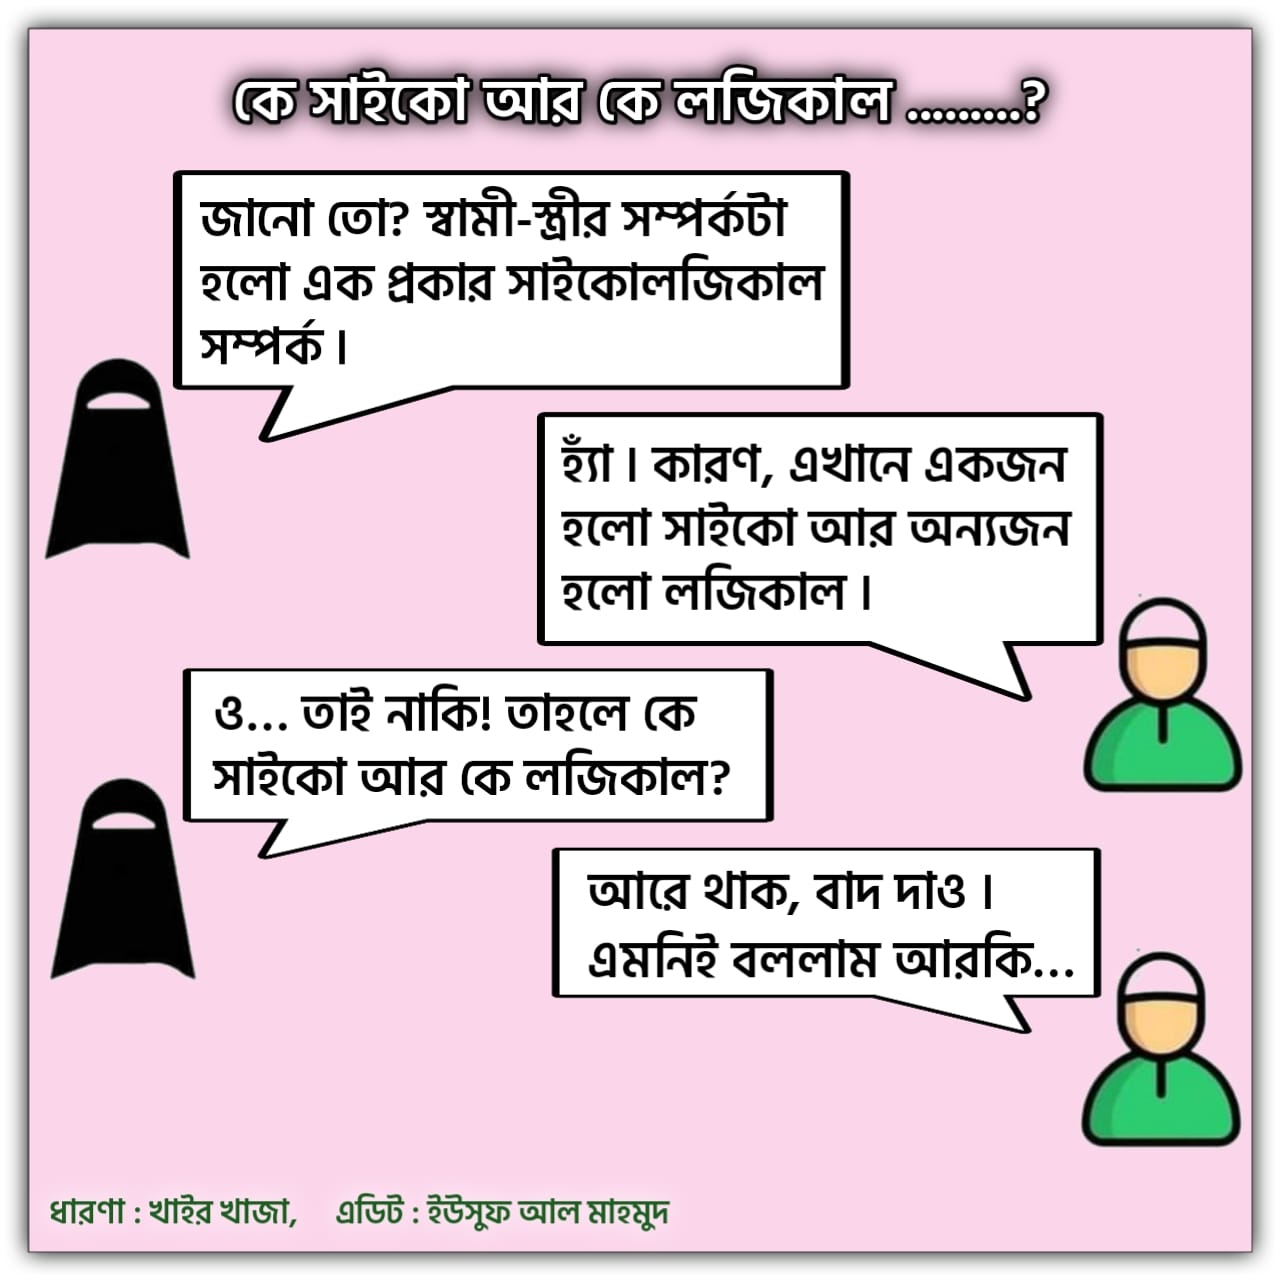 কে সাইকো আর কে লজিকাল .........?
জানো তো? স্বামী-স্ত্রীর সম্পর্কটা
হলো এক প্রকার সাইকোলজিকাল
সম্পর্ক।
হ্যাঁ। কারণ, এখানে একজন
হলো সাইকো আর অন্যজন
হলো লজিকাল।
ও... তাই নাকি! তাহলে কে
সাইকো আর কে লজিকাল?
আরে থাক, বাদ দাও।
এমনিই বললাম আরকি...
ধারণা : খাইর খাজা, এডিট : ইউসুফ আল মাহমুদ